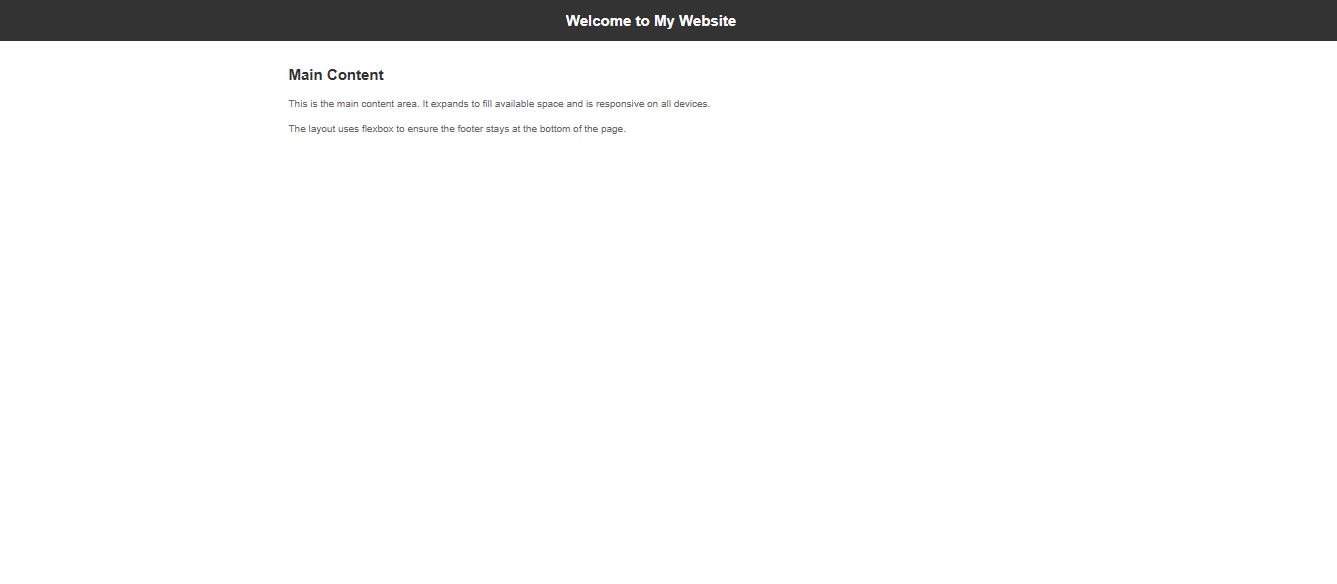 Welcome to My Website
Main Content
This is the main content area. It expands to fill available space and is responsive on all devices.
The layout uses flexbox to ensure the footer stays at the bottom of the page.